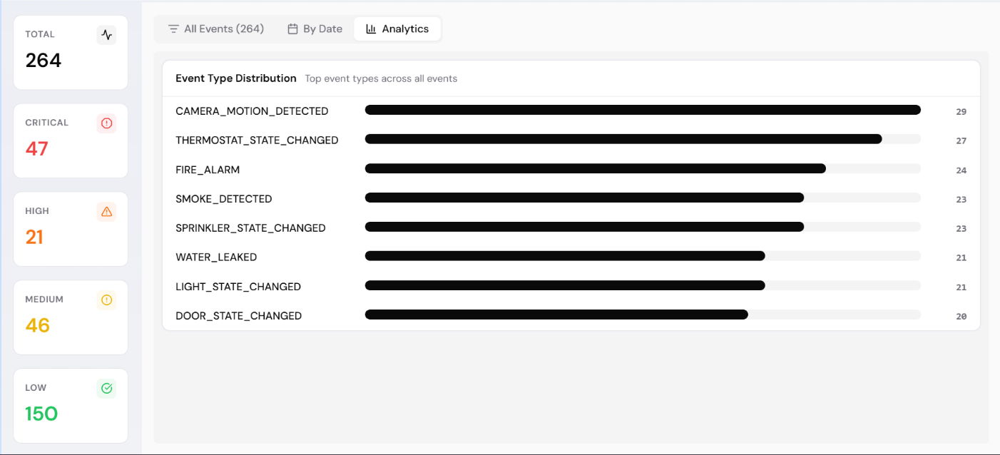 TOTAL
264
CRITICAL
47
HIGH
21
MEDIUM
46
LOW
150
All Events (264) By Date Analytics
Event Type Distribution Top event types across all events
CAMERA_MOTION_DETECTED 29
THERMOSTAT_STATE_CHANGED 27
FIRE_ALARM 24
SMOKE_DETECTED 23
SPRINKLER_STATE_CHANGED 23
WATER_LEAKED 21
LIGHT_STATE_CHANGED 21
DOOR_STATE_CHANGED 20